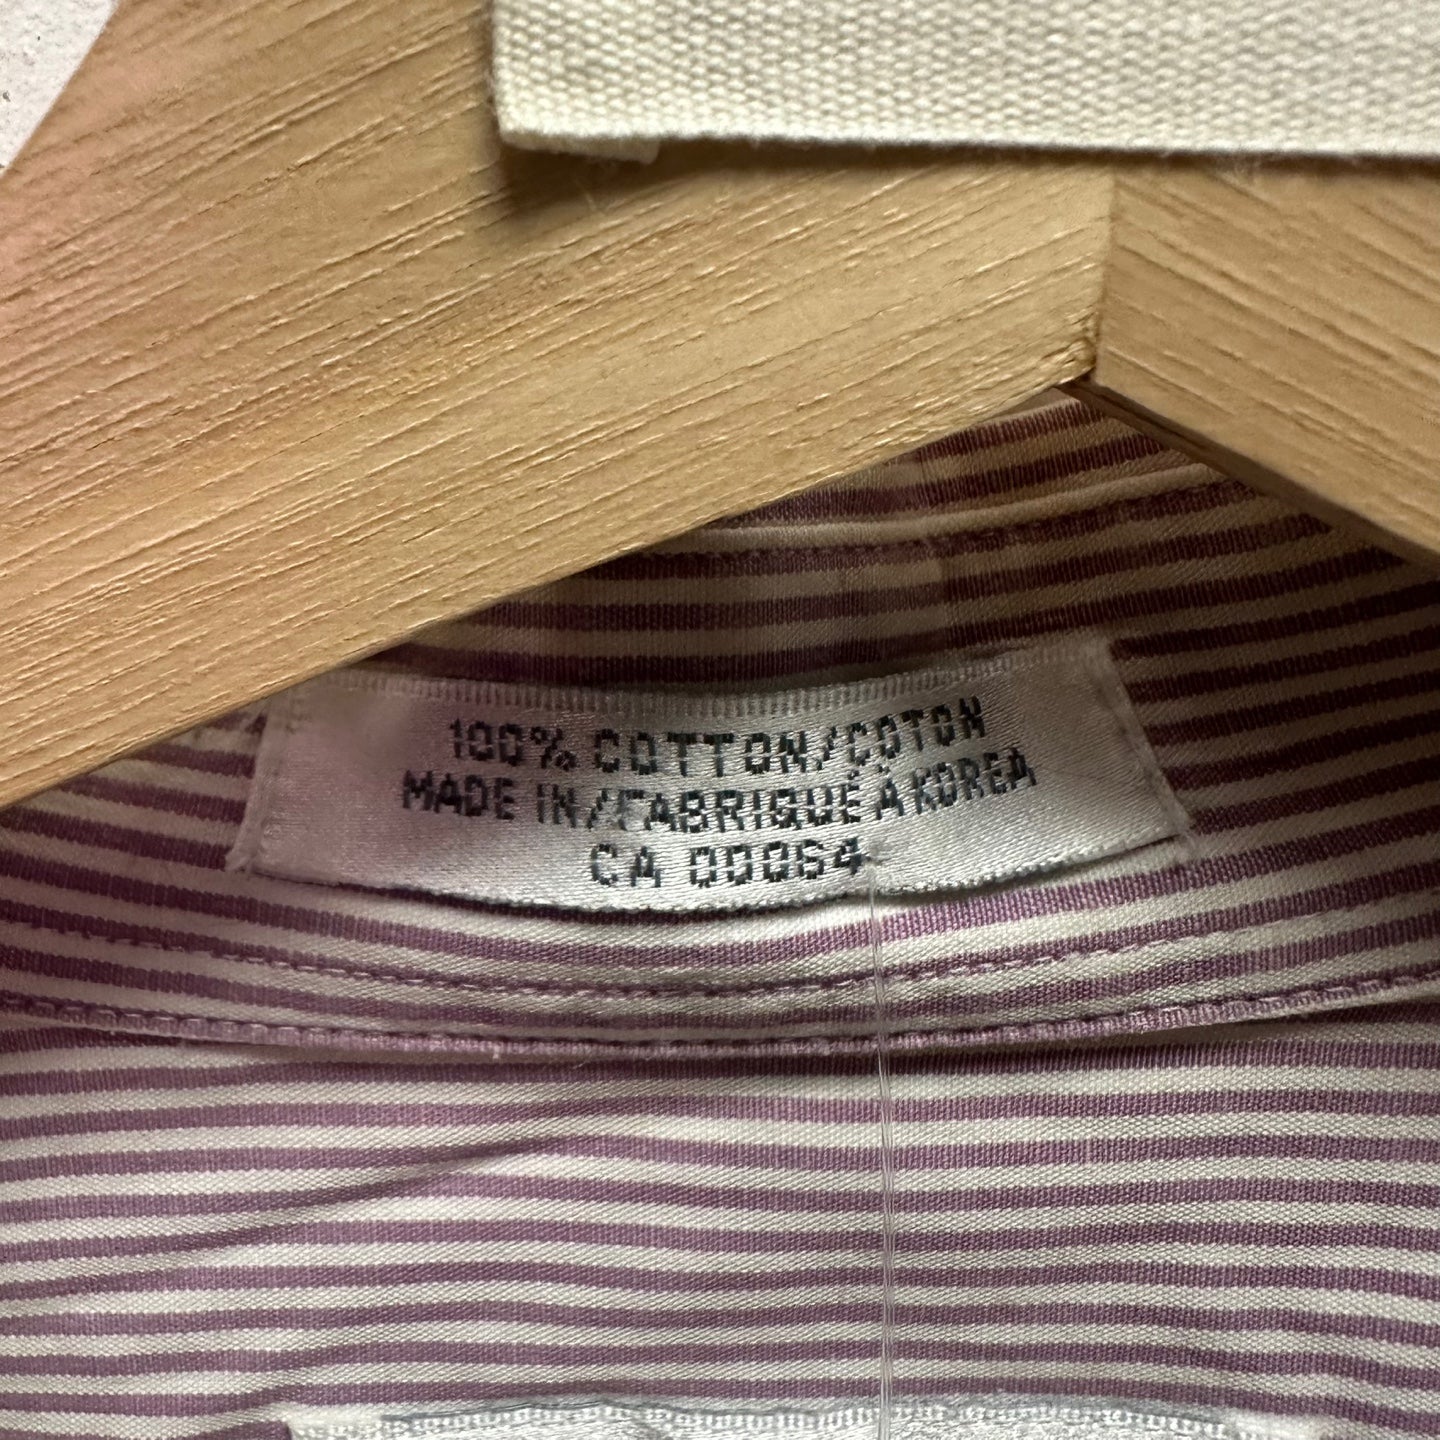 100% COTTON/COTON
MADE IN/FABRIQUÉ À KOREA
CA 00064